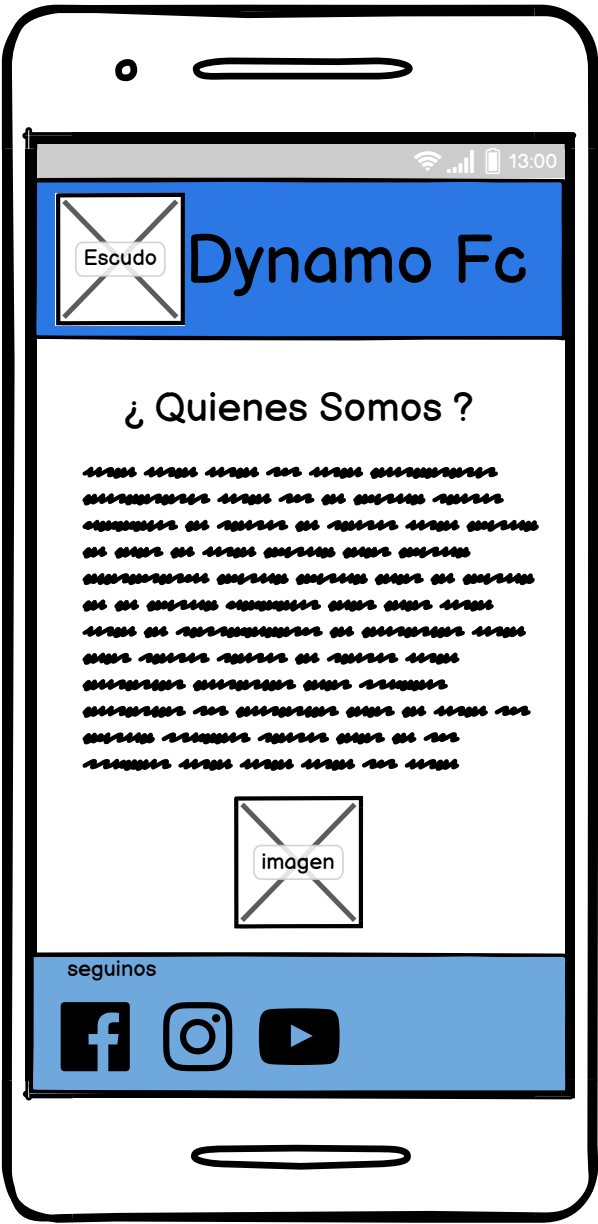 13:00
Escudo
Dynamo Fc
¿ Quienes Somos ?
imagen
seguinos